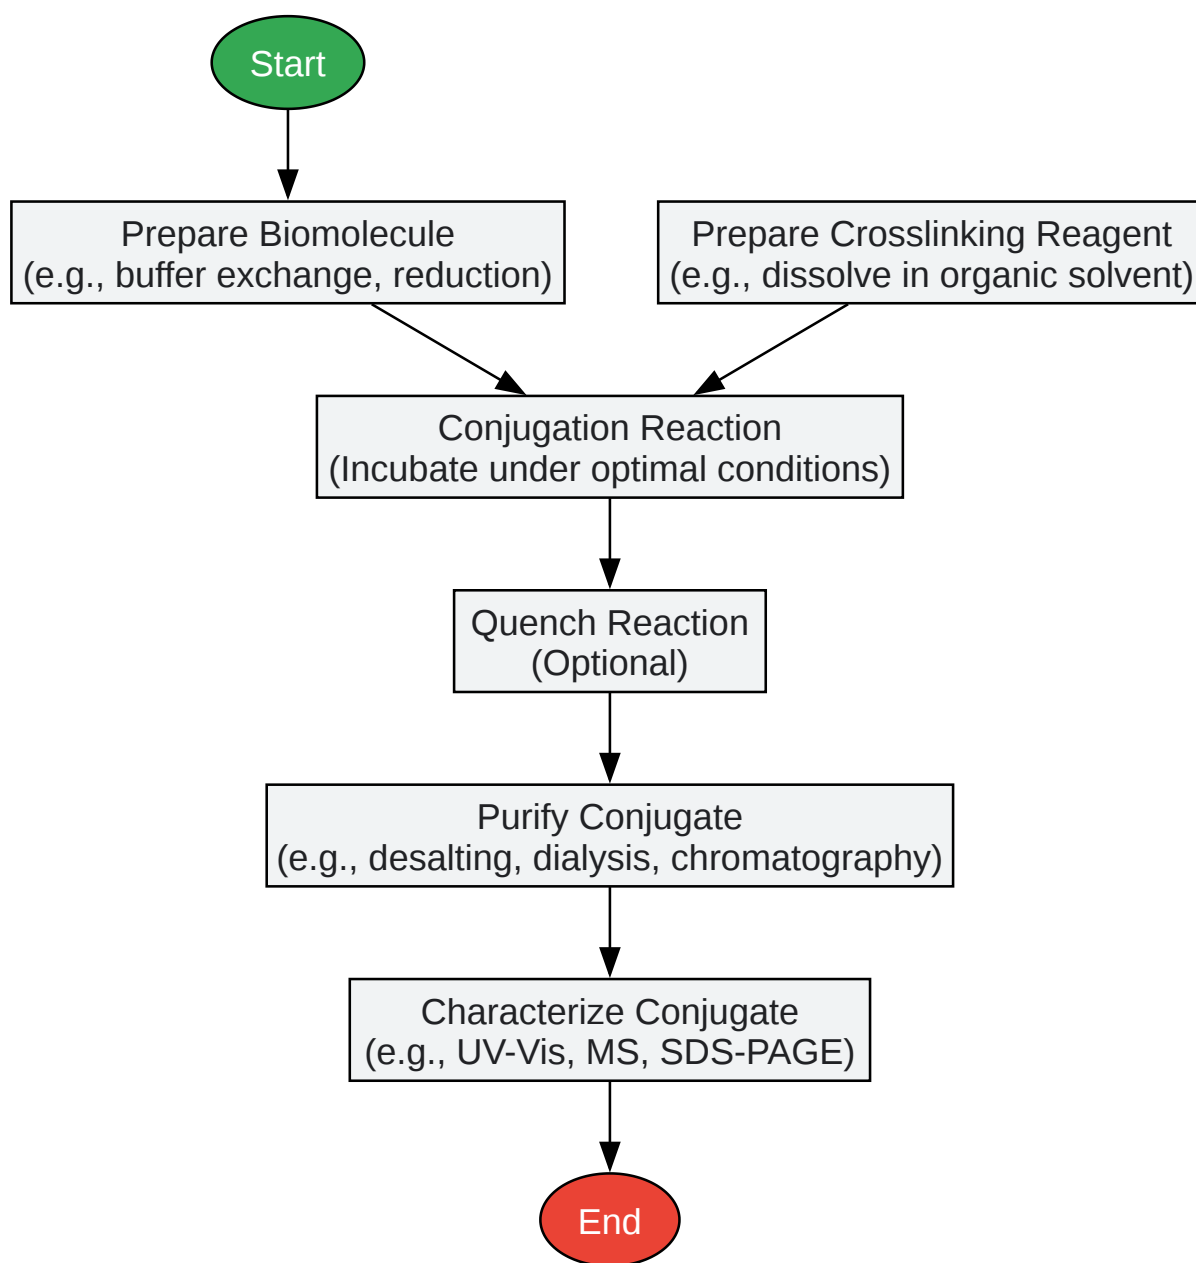 Start
Prepare Biomolecule
(e.g., buffer exchange, reduction)
Prepare Crosslinking Reagent
(e.g., dissolve in organic solvent)
Conjugation Reaction
(Incubate under optimal conditions)
Quench Reaction
(Optional)
Purify Conjugate
(e.g., desalting, dialysis, chromatography)
Characterize Conjugate
(e.g., UV-Vis, MS, SDS-PAGE)
End